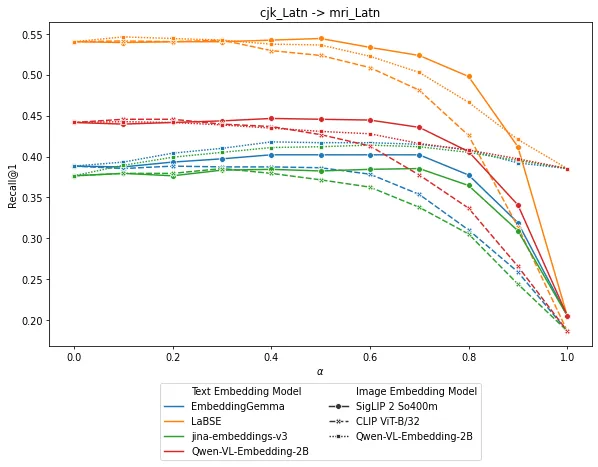 cjk_Latn -> mri_Latn
Recall@1
0.55
0.50
0.45
0.40
0.35
0.30
0.25
0.20
0.0
0.2
0.4
0.6
0.8
1.0
α
Text Embedding Model
EmbeddingGemma
LaBSE
jina-embeddings-v3
Qwen-VL-Embedding-2B
Image Embedding Model
SigLIP 2 So400m
CLIP ViT-B/32
Qwen-VL-Embedding-2B